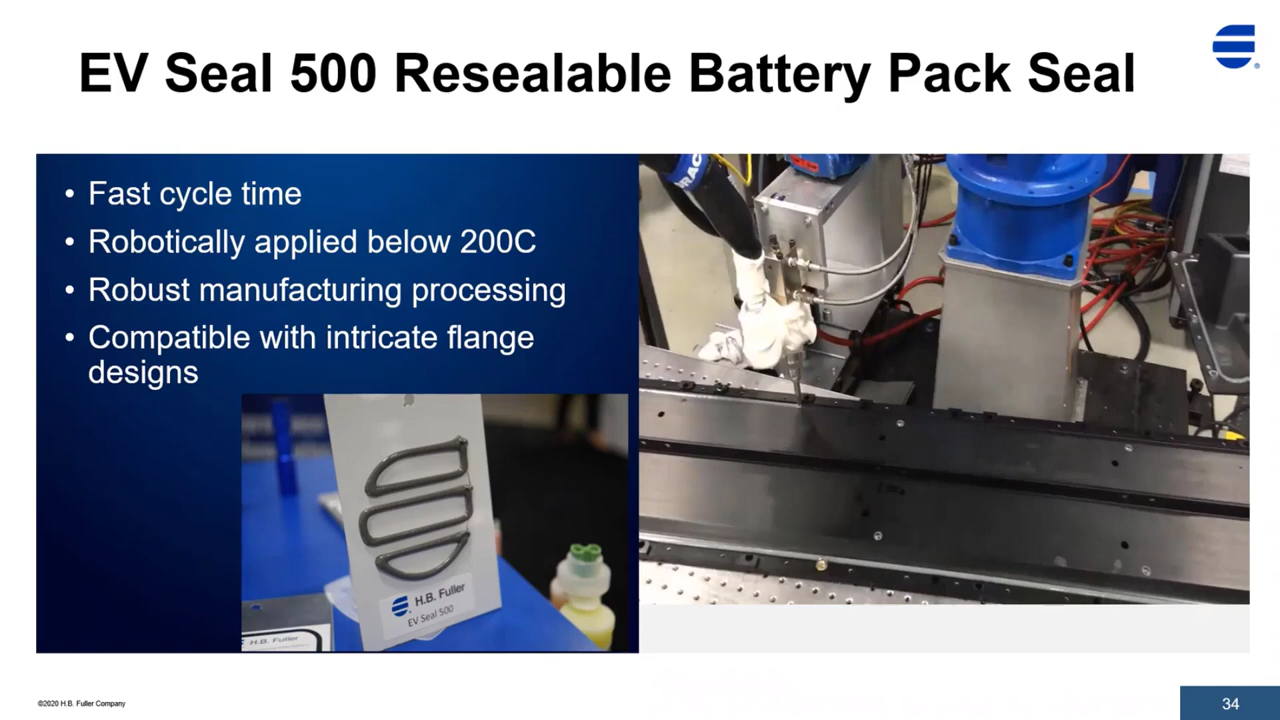 EV Seal 500 Resealable Battery Pack Seal
• Fast cycle time
• Robotically applied below 200C
• Robust manufacturing processing
• Compatible with intricate flange
designs
H.B. Fuller
EV Seal 500
H.B. Fuller
©2020 H.B. Fuller Company
34